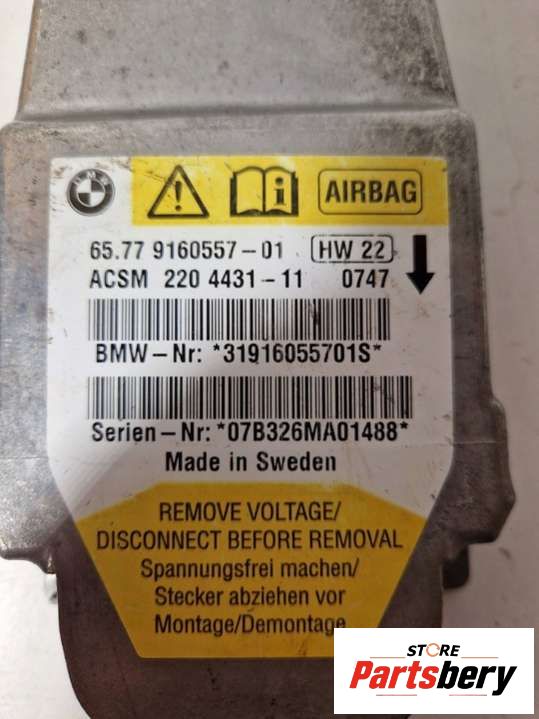 BMW
AIRBAG
65.77 9160557-01 HW 22
ACSM 220 4431-11 0747
BMW-Nr: *31916055701S*
Serien-Nr: *07B326MA01488*
Made in Sweden
REMOVE VOLTAGE/
DISCONNECT BEFORE REMOVAL
Spannungsfrei machen/
Stecker abziehen vor
Montage/Demontage
STORE
Partsbery